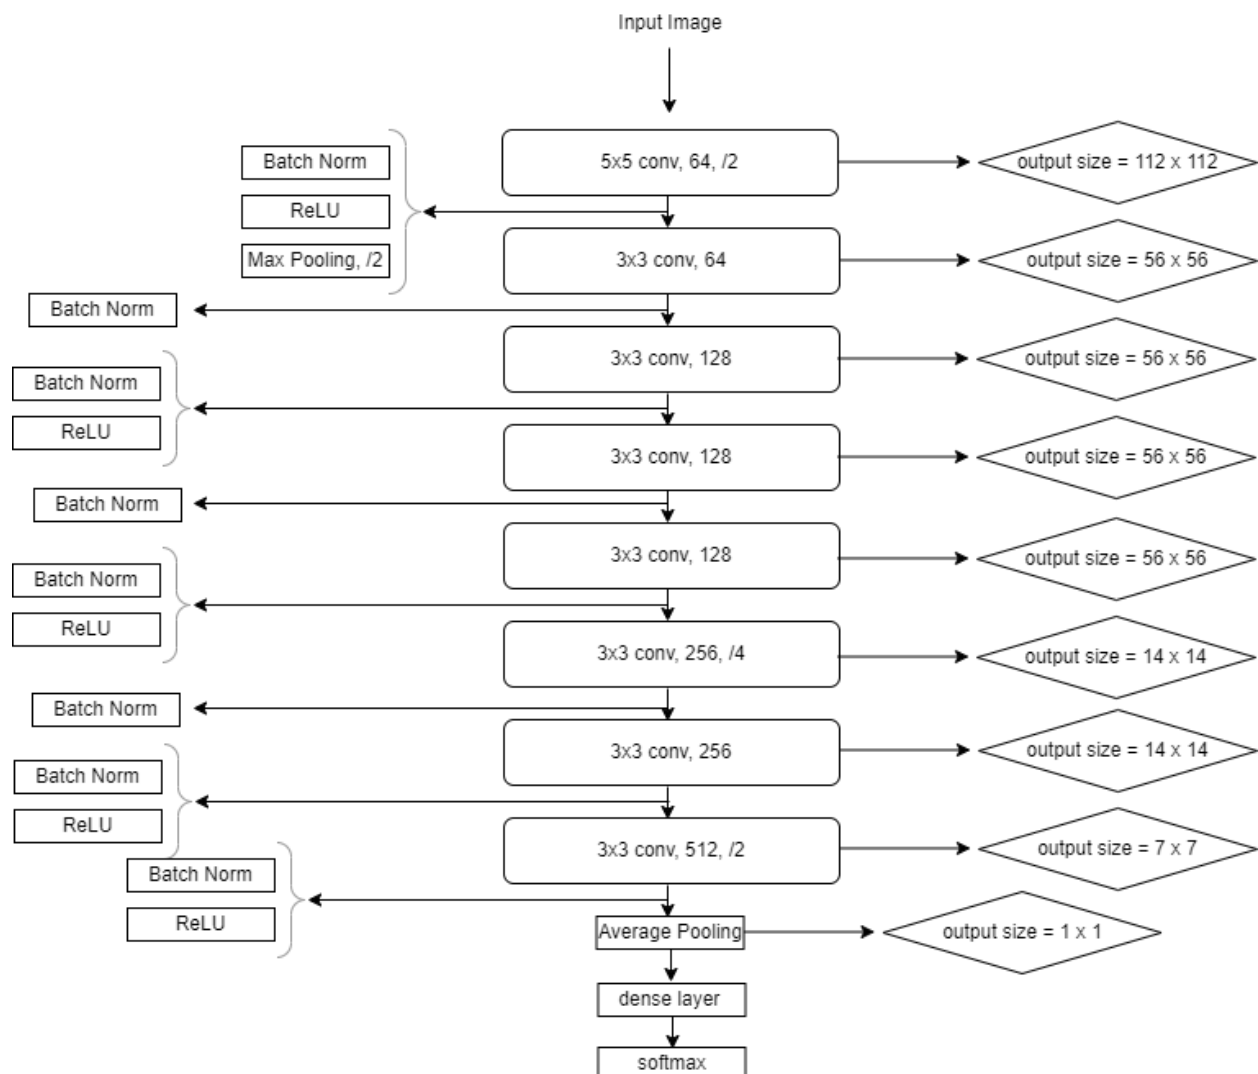 Input Image
5x5 conv, 64, /2
output size = 112 x 112
Batch Norm
ReLU
Max Pooling, /2
3x3 conv, 64
output size = 56 x 56
Batch Norm
3x3 conv, 128
output size = 56 x 56
Batch Norm
ReLU
3x3 conv, 128
output size = 56 x 56
Batch Norm
3x3 conv, 128
output size = 56 x 56
Batch Norm
ReLU
3x3 conv, 256, /4
output size = 14 x 14
Batch Norm
3x3 conv, 256
output size = 14 x 14
Batch Norm
ReLU
3x3 conv, 512, /2
output size = 7 x 7
Batch Norm
ReLU
Average Pooling
output size = 1 x 1
dense layer
softmax